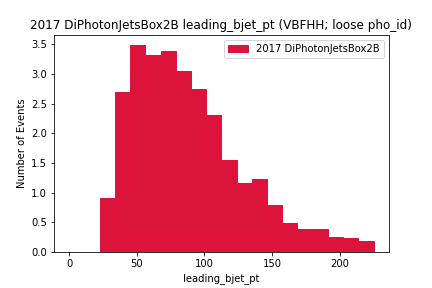 2017 DiPhotonJetsBox2B leading_bjet_pt (VBFHH; loose pho_id)
2017 DiPhotonJetsBox2B
3.5
3.0
2.5
2.0
1.5
1.0
0.5
0.0
Number of Events
0 50 100 150 200
leading_bjet_pt